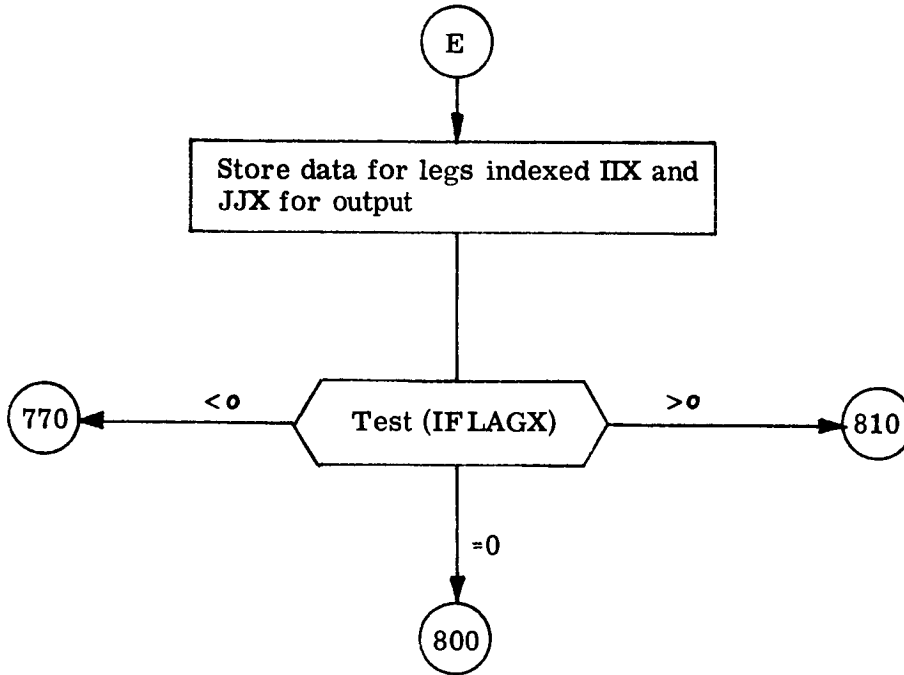 E
Store data for legs indexed IIX and
JJX for output
<0
>0
770
Test (IFLAGX)
810
=0
800